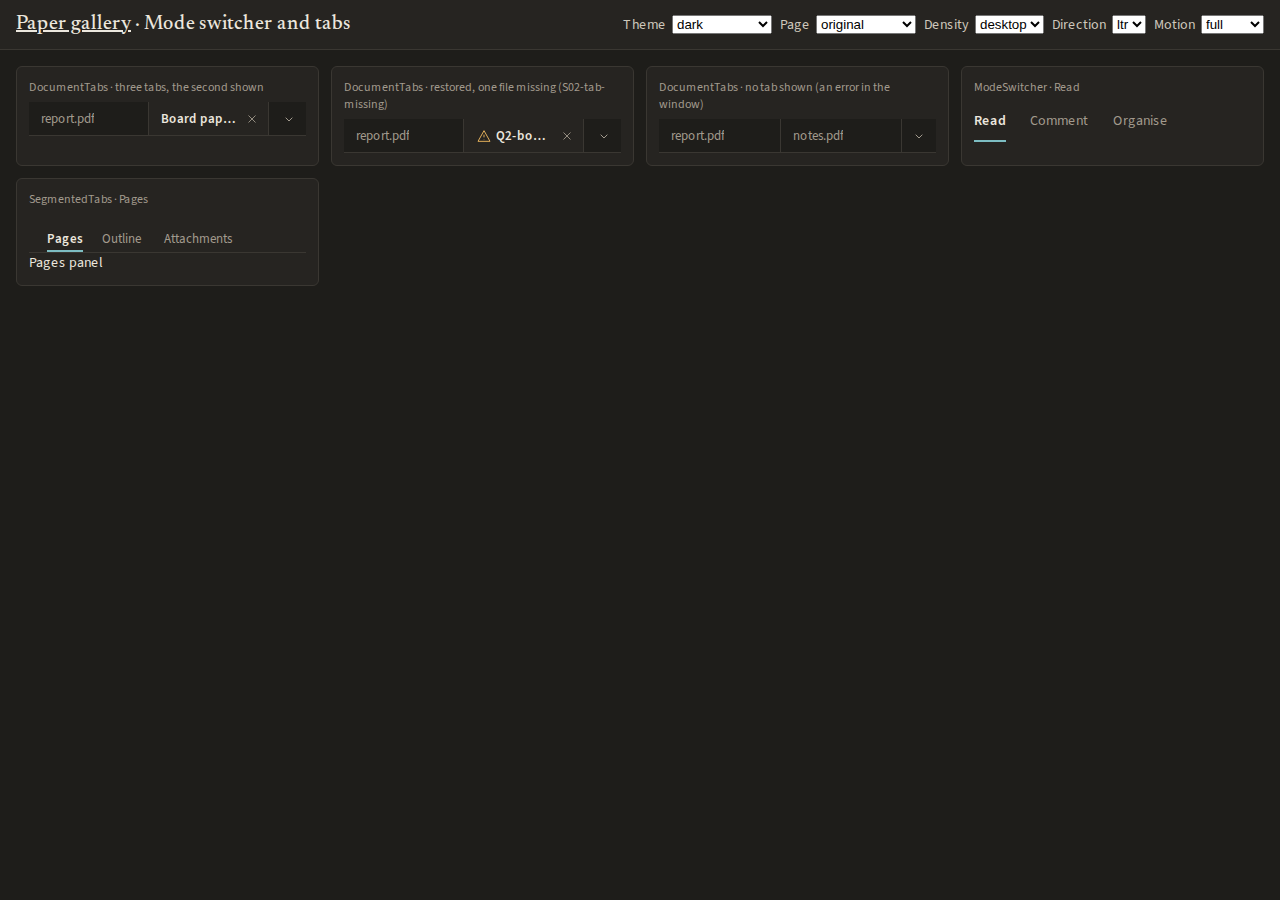 Paper gallery · Mode switcher and tabs
Theme dark Page original Density desktop Direction ltr Motion full
DocumentTabs · three tabs, the second shown
report.pdf Board pap…
DocumentTabs · restored, one file missing (S02-tab-
missing)
report.pdf Q2-bo…
DocumentTabs · no tab shown (an error in the
window)
report.pdf notes.pdf
ModeSwitcher · Read
Read Comment Organise
SegmentedTabs · Pages
Pages Outline Attachments
Pages panel